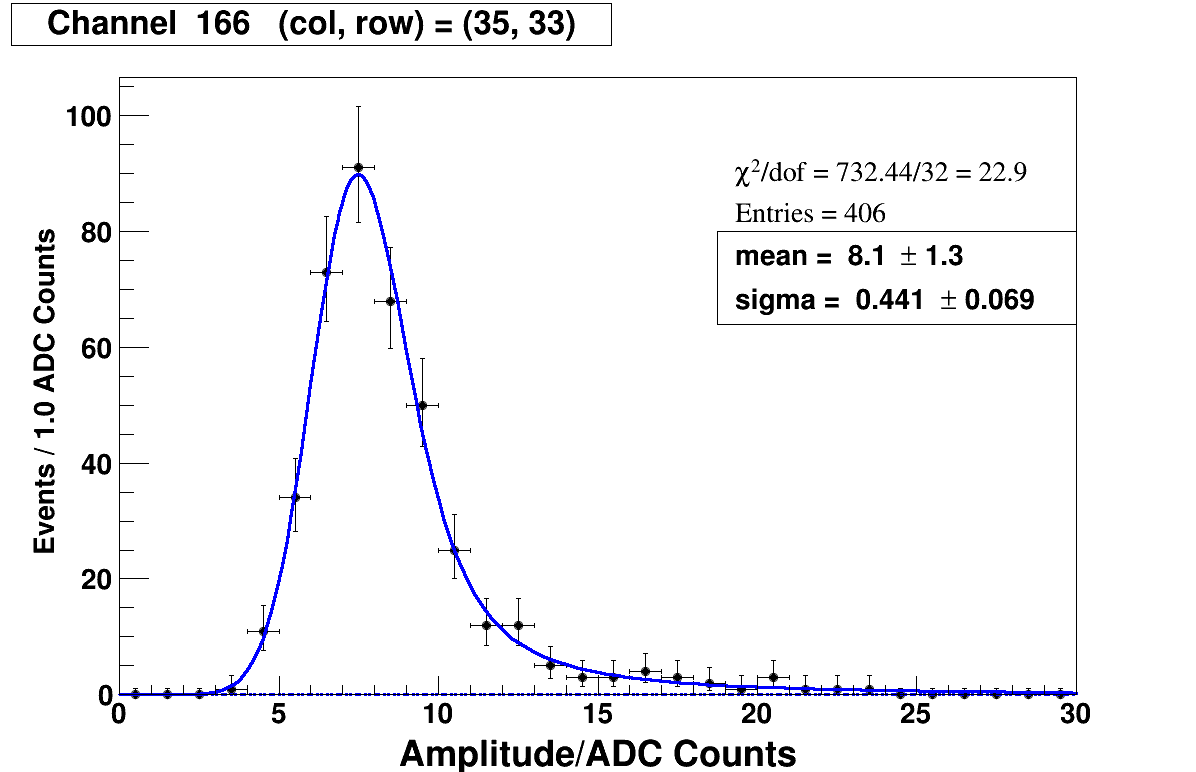 Channel 166 (col, row) = (35, 33)
χ²/dof = 732.44/32 = 22.9
Entries = 406
mean = 8.1 ± 1.3
sigma = 0.441 ± 0.069
Events / 1.0 ADC Counts
100
80
60
40
20
0
0 5 10 15 20 25 30
Amplitude/ADC Counts